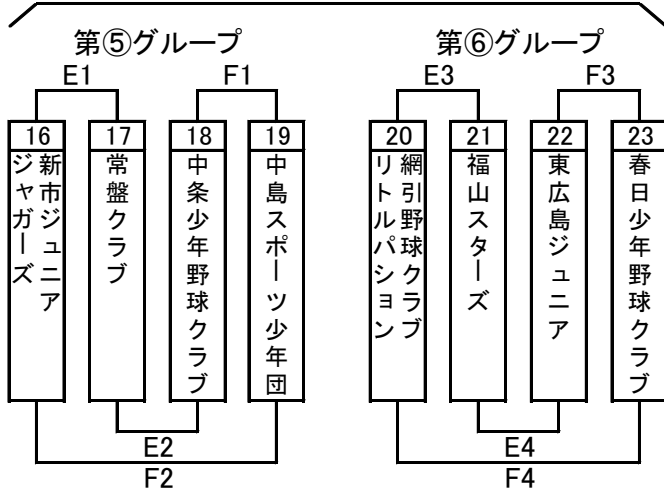 第⑤グループ
第⑥グループ
E1
F1
E3
F3
16
17
18
19
20
21
22
23
新市ジュニア
ジャガーズ
常盤クラブ
中条少年野球クラブ
中島スポーツ少年団
網引野球クラブ
リトルパション
福山スターズ
東広島ジュニア
春日少年野球クラブ
E2
E4
F2
F4